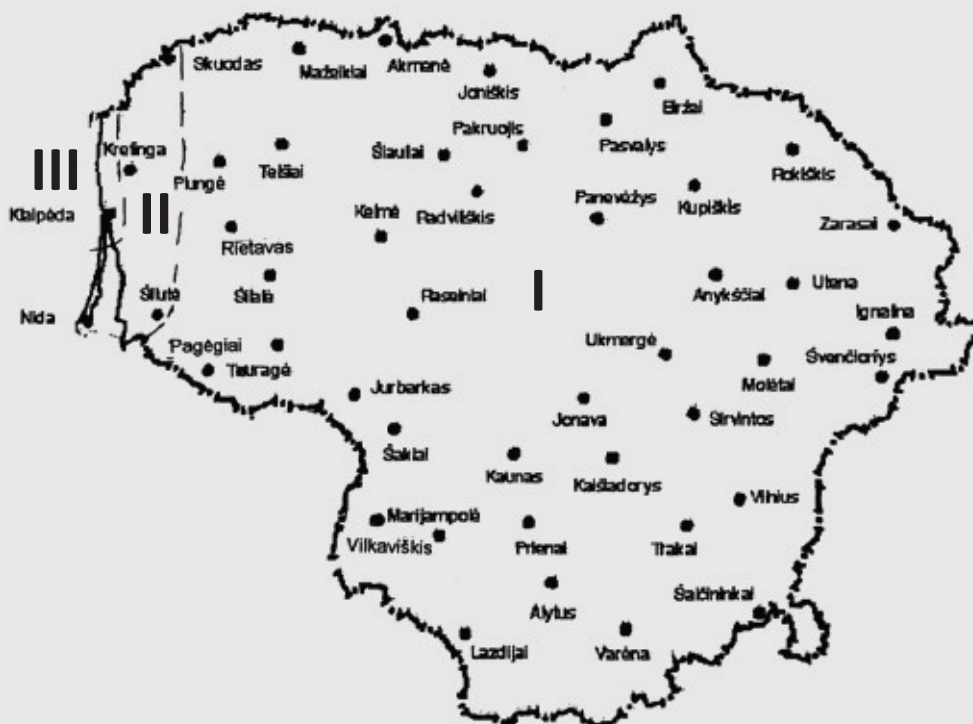 Skuodas
Mažeikiai
Akmenė
Joniškis
Biržai
Pakruojis
Pasvalys
Kretinga
III
Plungė
Telšiai
Šiauliai
Rokiškis
Radviliškis
Panevėžys
Kupiškis
Klaipėda
II
Kelmė
Zarasai
Rietavas
Šilutė
Šilalė
Raseiniai
I
Anykščiai
Utena
Ignalina
Nida
Pagėgiai
Tauragė
Ukmergė
Švenčionys
Molėtai
Jurbarkas
Jonava
Sirvintos
Šakiai
Kaunas
Kaišiadorys
Vilnius
Marijampolė
Vilkaviškis
Prienai
Trakai
Alytus
Šalčininkai
Lazdijai
Varėna